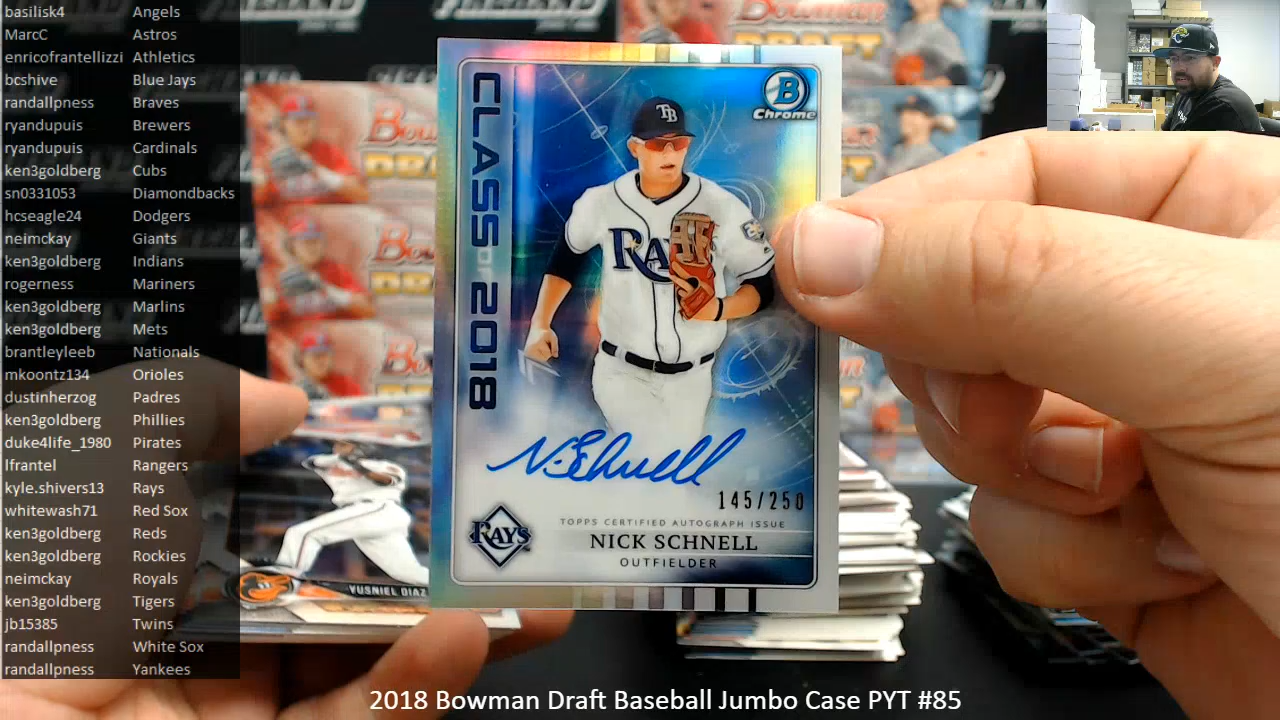 basilisk4 Angels
MarcC Astros
enricofrantellizzi Athletics
bcshive Blue Jays
randallpness Braves
ryandupuis Brewers
ryandupuis Cardinals
ken3goldberg Cubs
sn0331053 Diamondbacks
hcseagle24 Dodgers
neimckay Giants
ken3goldberg Indians
rogerness Mariners
ken3goldberg Marlins
ken3goldberg Mets
brantleyleeb Nationals
mkoontz134 Orioles
dustinherzog Padres
ken3goldberg Phillies
duke4life_1980 Pirates
lfrantel Rangers
kyle.shivers13 Rays
whitewash71 Red Sox
ken3goldberg Reds
ken3goldberg Rockies
neimckay Royals
ken3goldberg Tigers
jb15385 Twins
randallpness White Sox
randallpness Yankees
CLASS OF 2018
B
Chrome
TB
RA
N. Schnell
145/250
TOPPS CERTIFIED AUTOGRAPH ISSUE
RAYS
NICK SCHNELL
OUTFIELDER
YUSNIEL DIAZ
2018 Bowman Draft Baseball Jumbo Case PYT #85